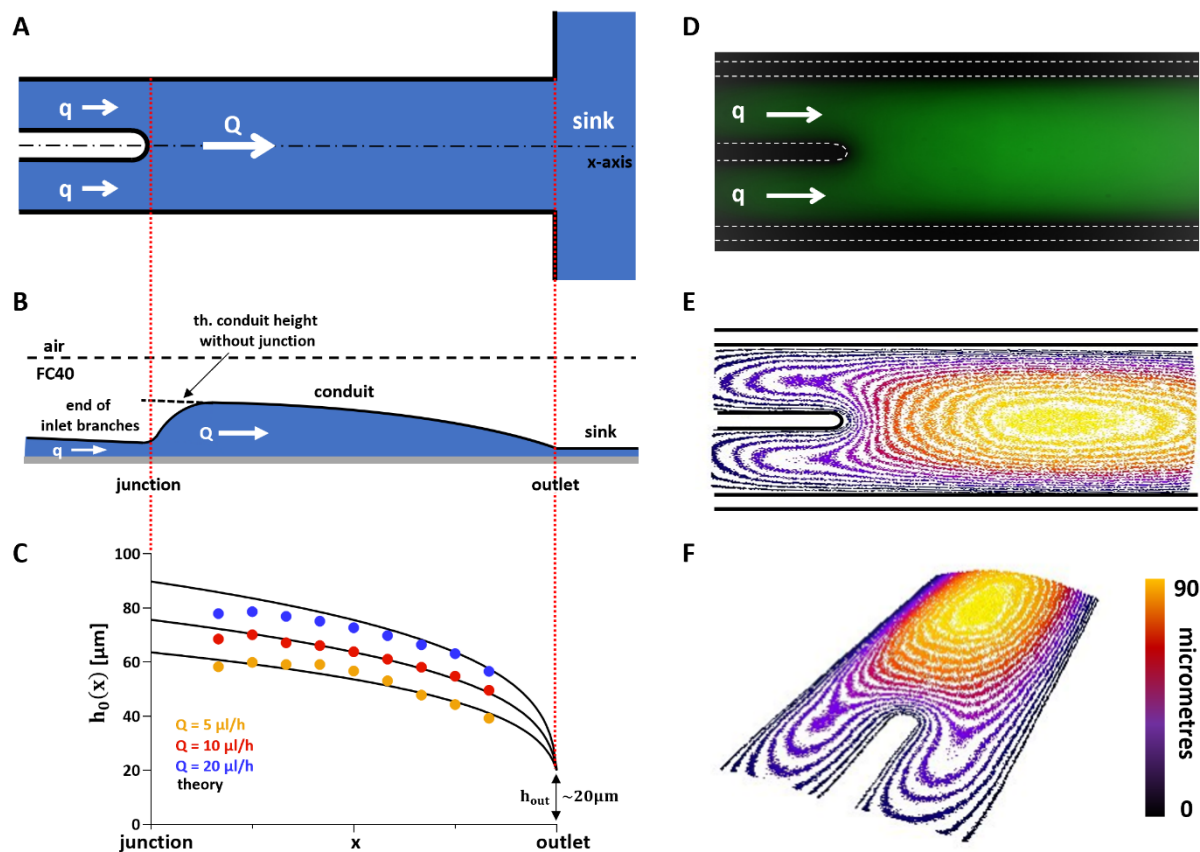 A
q
Q
q
sink
x-axis
B
th. conduit height
without junction
air
FC40
conduit
end of
inlet branches
q
Q
sink
junction
outlet
C
h₀(x) [μm]
100
80
60
40
20
0
Q = 5 μl/h
Q = 10 μl/h
Q = 20 μl/h
theory
hₒᵤₜ ~20μm
junction
x
outlet
D
q
q
E
F
90
micrometres
0